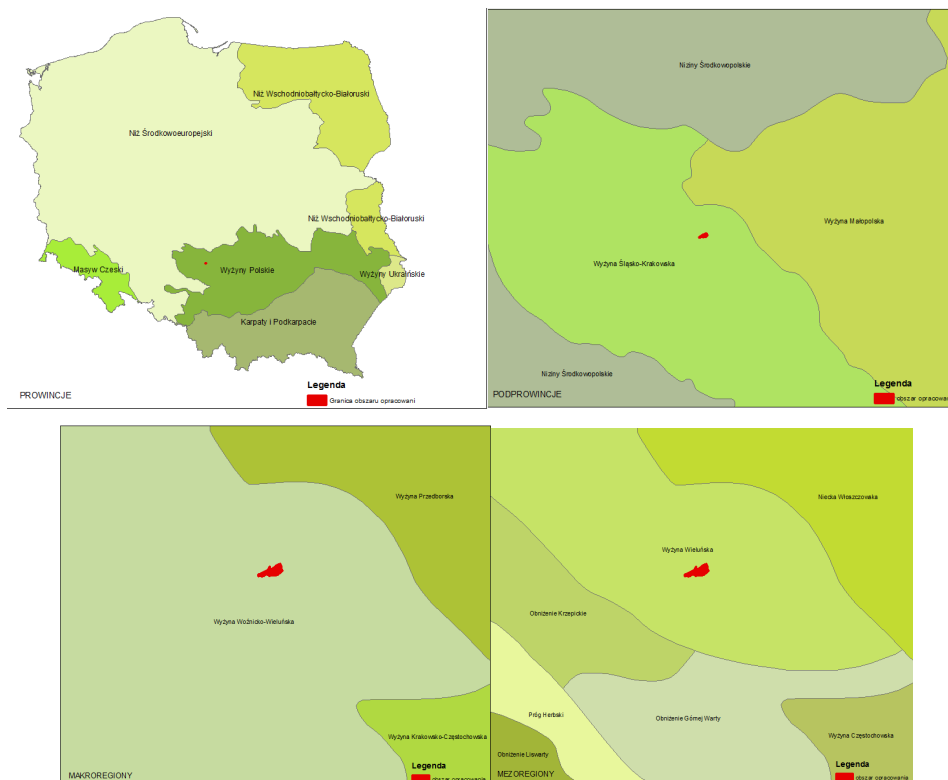 Niż Wschodniobałtycko-Białoruski
Niż Środkowoeuropejski
Niż Wschodniobałtycko-Białoruski
Masyw Czeski
Wyżyny Polskie
Wyżyny Ukraińskie
Karpaty i Podkarpacie
Legenda
Granica obszaru opracowani
PROWINCJE
Niziny Środkowopolskie
Wyżyna Małopolska
Wyżyna Śląsko-Krakowska
Niziny Środkowopolskie
Legenda
obszar opracowan
PODPROWINCJE
Wyżyna Przedborska
Wyżyna Woźnicko-Wieluńska
Wyżyna Krakowsko-Częstochowska
Legenda
obszar opracowania
MAKROREGIONY
Niecka Włoszczowska
Wyżyna Wieluńska
Obniżenie Krzepickie
Próg Herbski
Obniżenie Górnej Warty
Wyżyna Częstochowska
Obniżenie Liswarty
Legenda
obszar opracowania
MEZOREGIONY